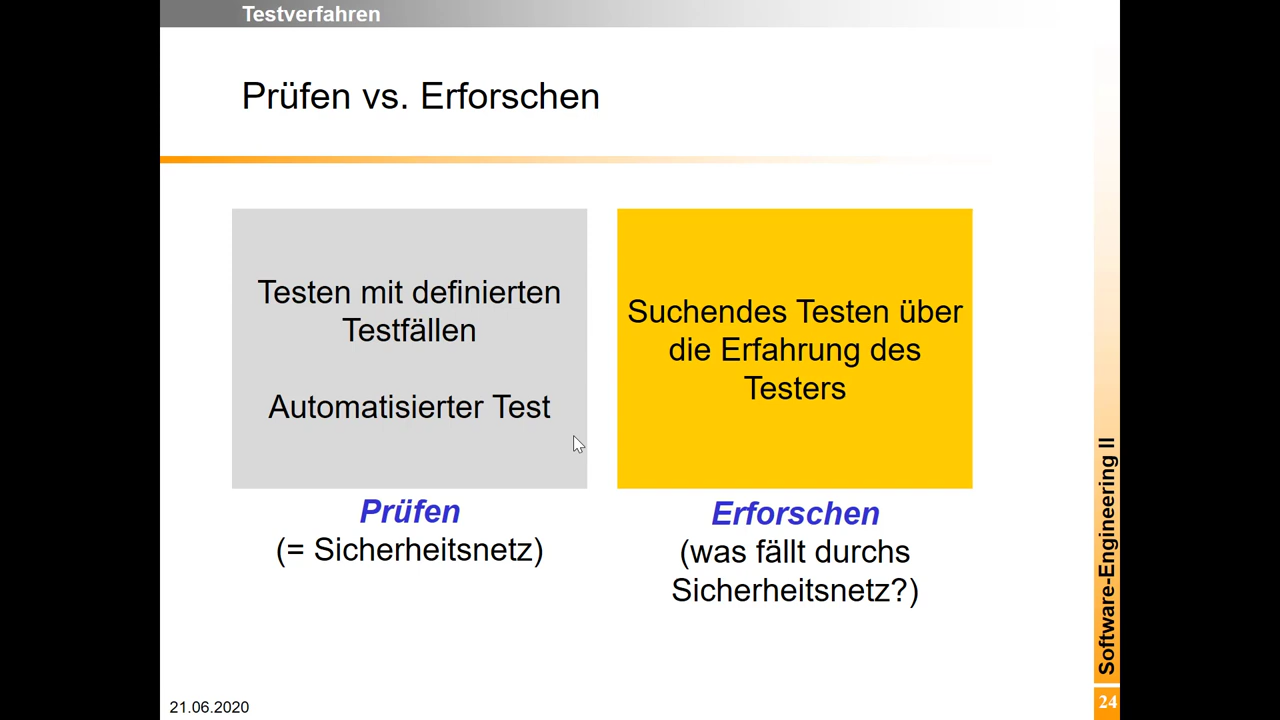 Testverfahren
Prüfen vs. Erforschen
Testen mit definierten
Testfällen
Automatisierter Test
Prüfen
(= Sicherheitsnetz)
Suchendes Testen über
die Erfahrung des
Testers
Erforschen
(was fällt durchs
Sicherheitsnetz?)
Software-Engineering II
21.06.2020
24